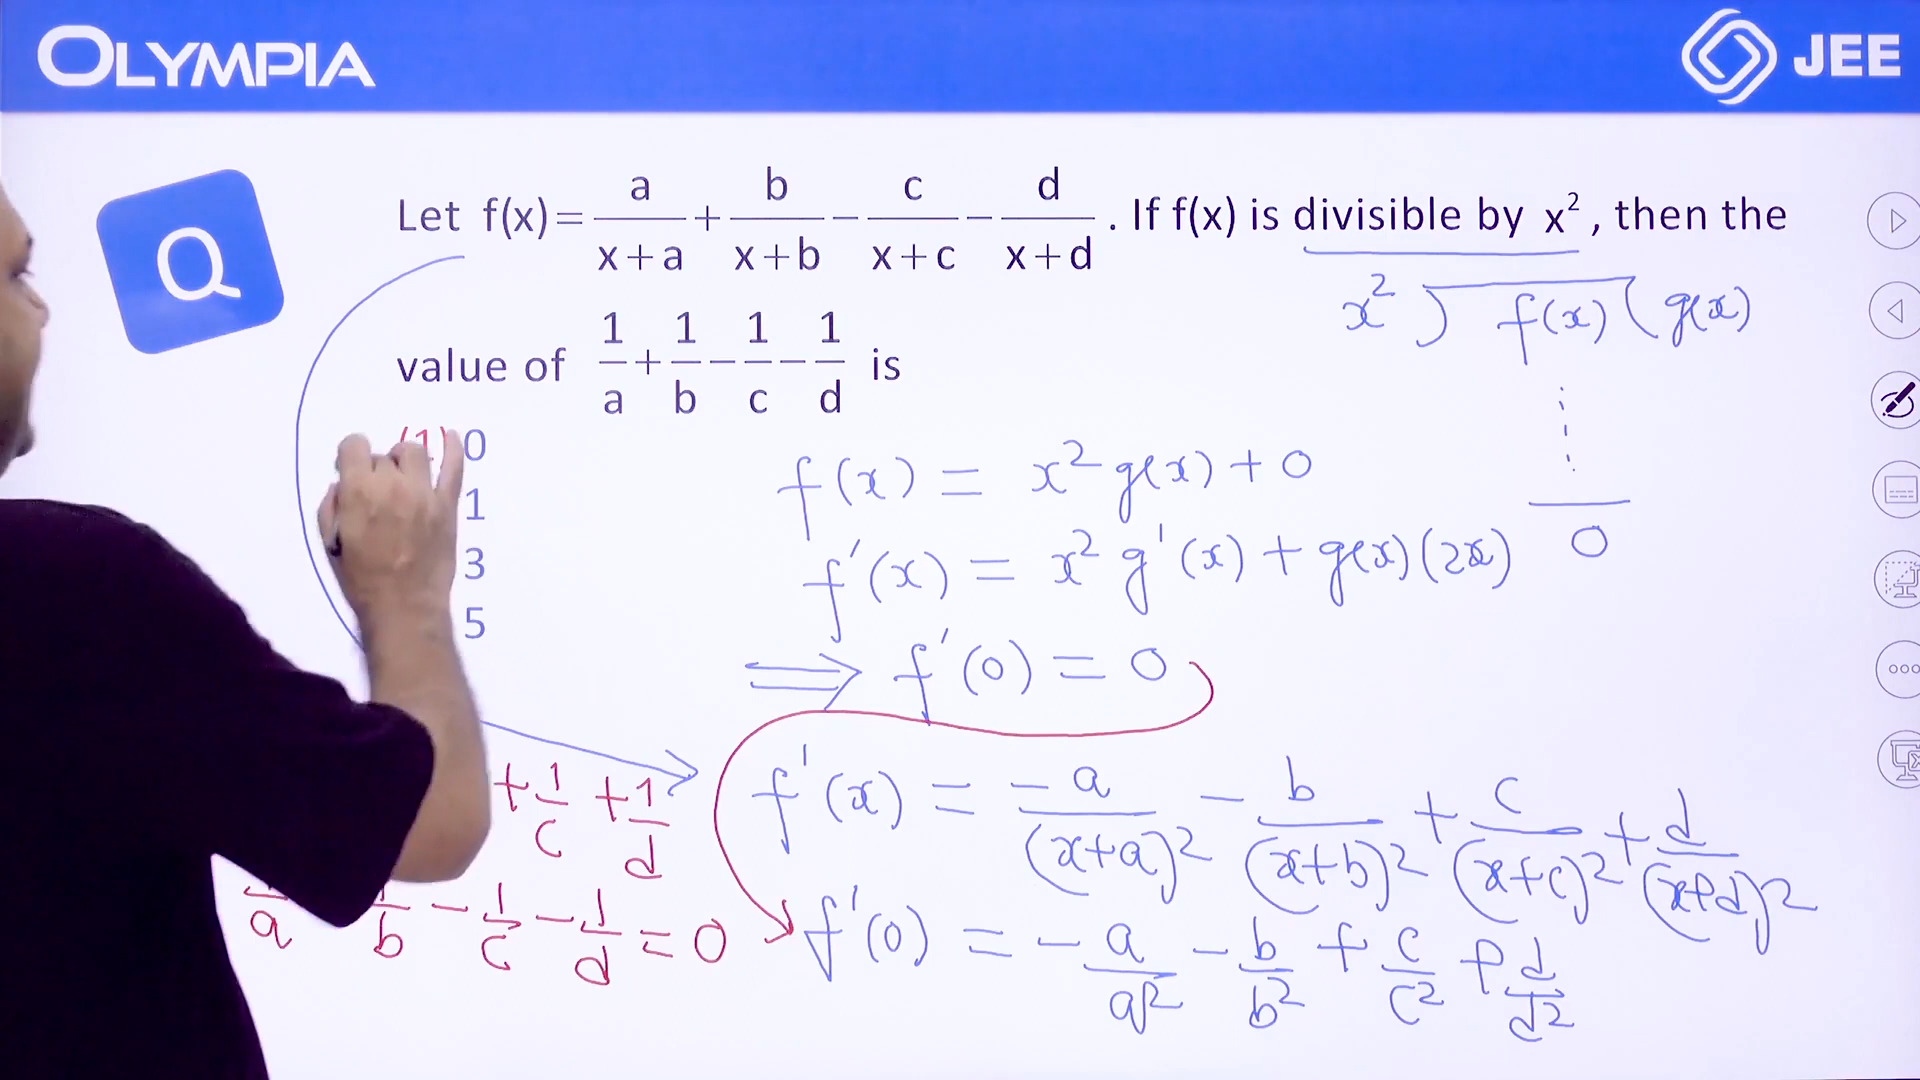 OLYMPIA
JEE
Q
Let f(x) = a/(x+a) + b/(x+b) − c/(x+c) − d/(x+d) . If f(x) is divisible by x², then the
value of 1/a + 1/b − 1/c − 1/d is
(1) 0
1
3
5
x² ) f(x) ( g(x)
0
f(x) = x² g(x) + 0
f'(x) = x² g'(x) + g(x)(2x)
⟹ f'(0) = 0
f'(x) = −a/(x+a)² − b/(x+b)² + c/(x+c)² + d/(x+d)²
f'(0) = −a/a² − b/b² + c/c² + d/d²
+ 1/c + 1/d
/a 1/b − 1/c − 1/d = 0